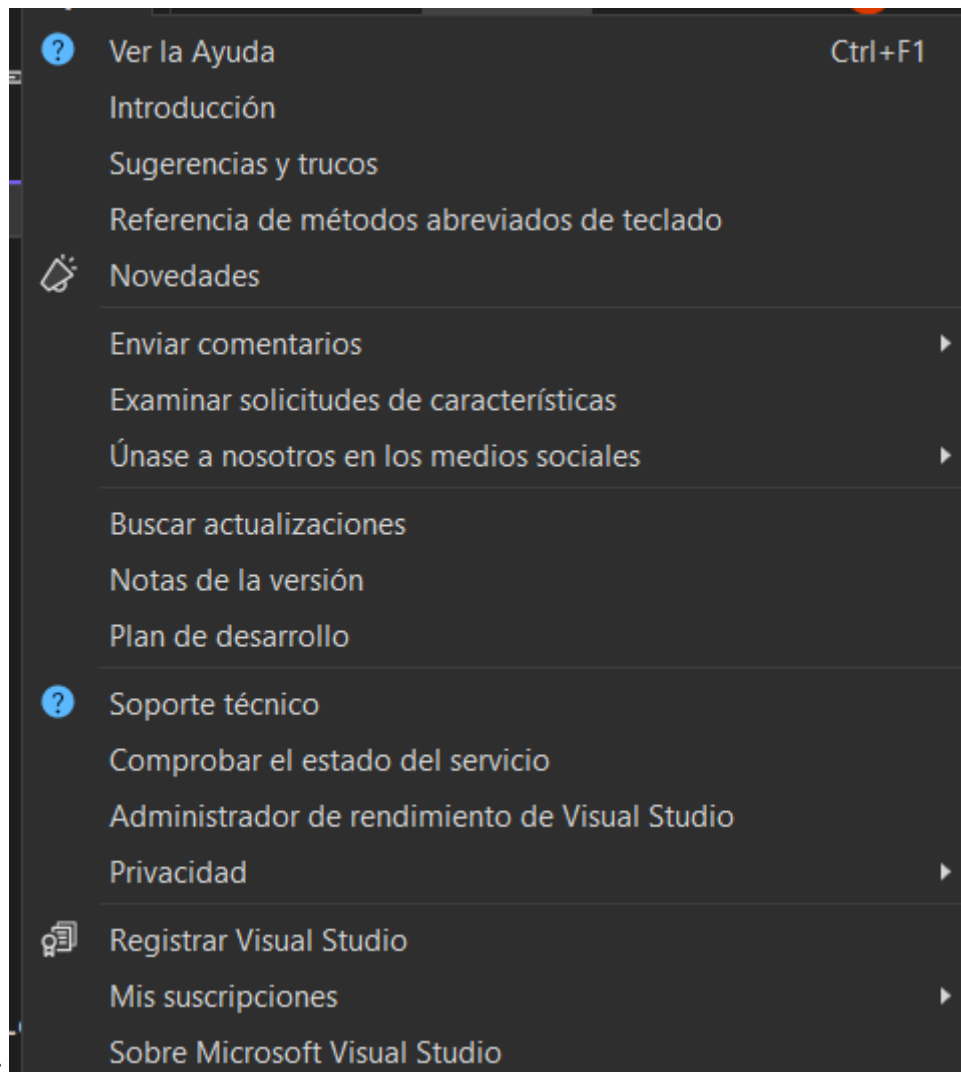 Ver la Ayuda Ctrl+F1
Introducción
Sugerencias y trucos
Referencia de métodos abreviados de teclado
Novedades
Enviar comentarios
Examinar solicitudes de características
Únase a nosotros en los medios sociales
Buscar actualizaciones
Notas de la versión
Plan de desarrollo
Soporte técnico
Comprobar el estado del servicio
Administrador de rendimiento de Visual Studio
Privacidad
Registrar Visual Studio
Mis suscripciones
Sobre Microsoft Visual Studio